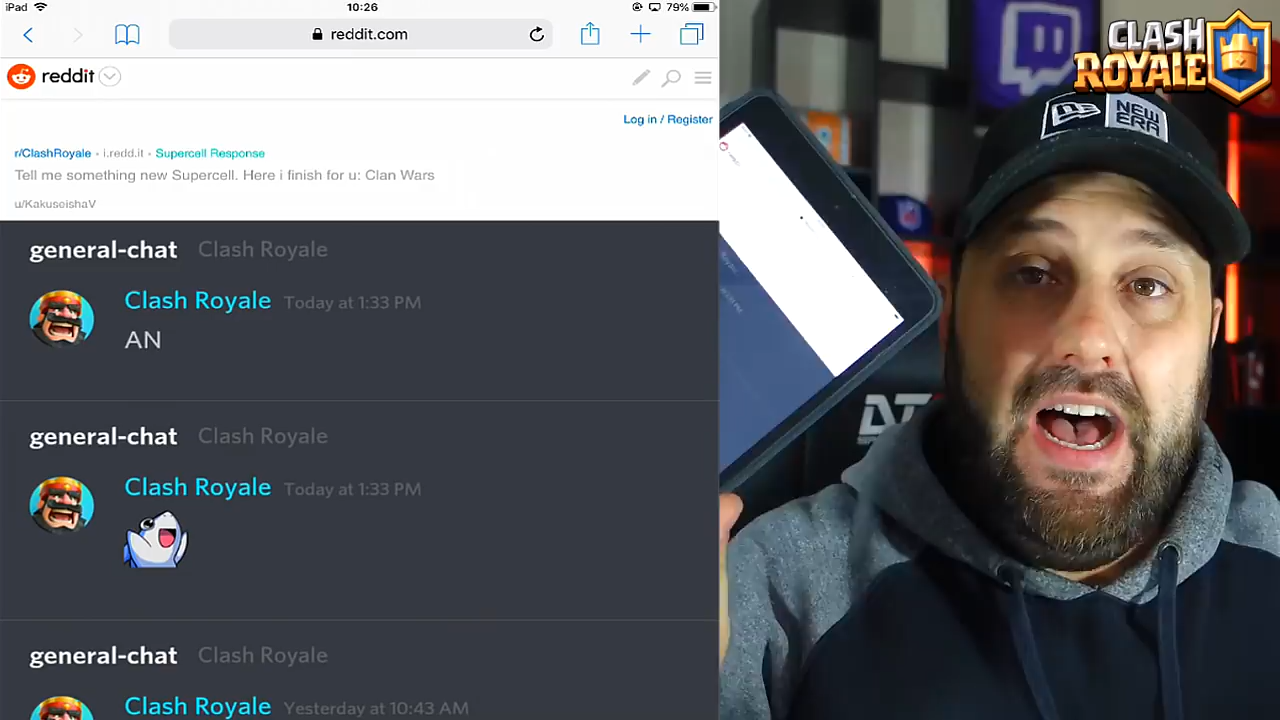 iPad 10:26 79%
reddit.com
reddit
Log in / Register
r/ClashRoyale · i.redd.it · Supercell Response
Tell me something new Supercell. Here i finish for u: Clan Wars
u/KakuseishaV
general-chat Clash Royale
Clash Royale Today at 1:33 PM
AN
general-chat Clash Royale
Clash Royale Today at 1:33 PM
general-chat Clash Royale
Clash Royale Yesterday at 10:43 AM
CLASH
ROYALE
NEW
ERA